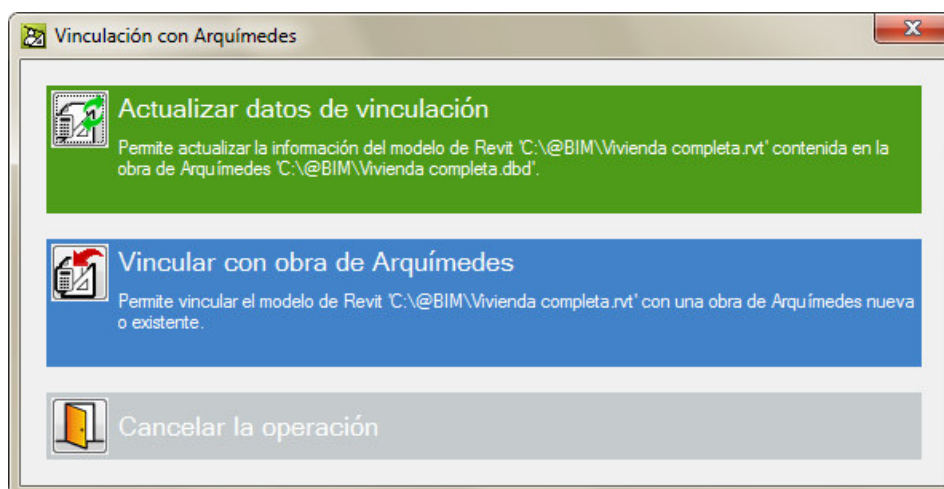 Vinculación con Arquímedes
Actualizar datos de vinculación
Permite actualizar la información del modelo de Revit 'C:\@BIM\Vivienda completa.rvt' contenida en la
obra de Arquímedes 'C:\@BIM\Vivienda completa.dbd'.
Vincular con obra de Arquímedes
Permite vincular el modelo de Revit 'C:\@BIM\Vivienda completa.rvt' con una obra de Arquímedes nueva
o existente.
Cancelar la operación